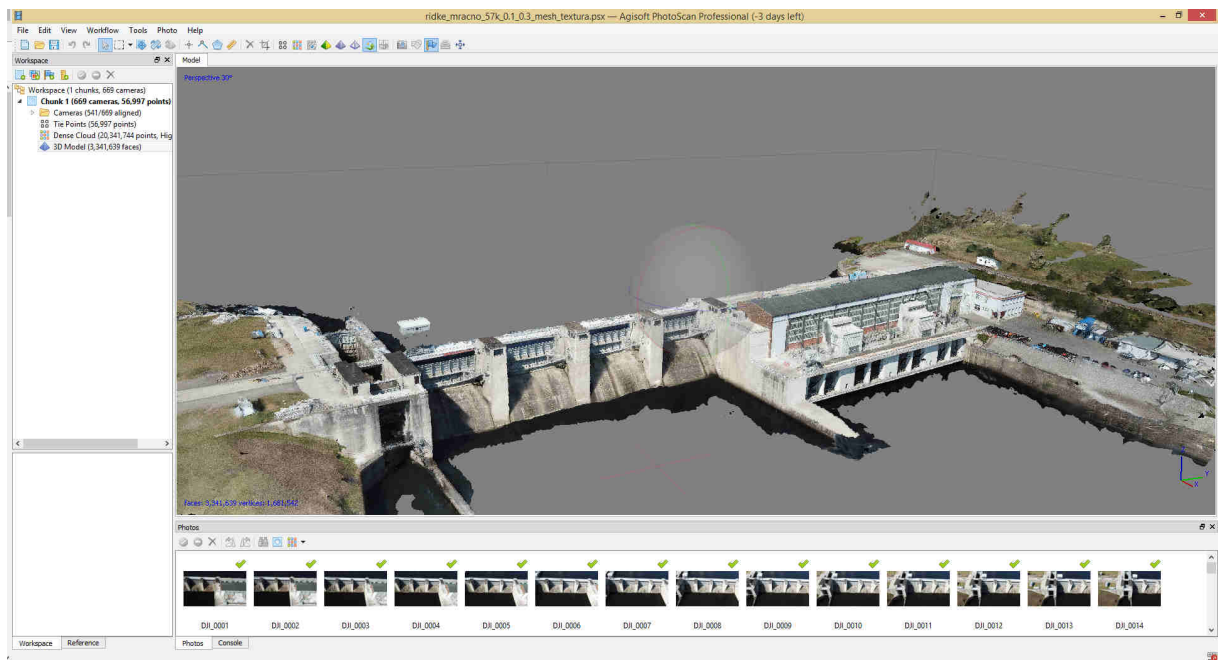 ridke_mracno_57k_0.1_0.3_mesh_textura.psx — Agisoft PhotoScan Professional (-3 days left)
File Edit View Workflow Tools Photo Help
Workspace
Model
Workspace (1 chunks, 669 cameras)
Chunk 1 (669 cameras, 56,997 points)
Cameras (541/669 aligned)
Tie Points (56,997 points)
Dense Cloud (20,341,744 points, Hig
3D Model (3,341,639 faces)
Perspective 30°
Faces: 3,341,639 vertices: 1,681,542
Y
X
Photos
DJI_0001 DJI_0002 DJI_0003 DJI_0004 DJI_0005 DJI_0006 DJI_0007 DJI_0008 DJI_0009 DJI_0010 DJI_0011 DJI_0012 DJI_0013 DJI_0014
Workspace Reference
Photos Console